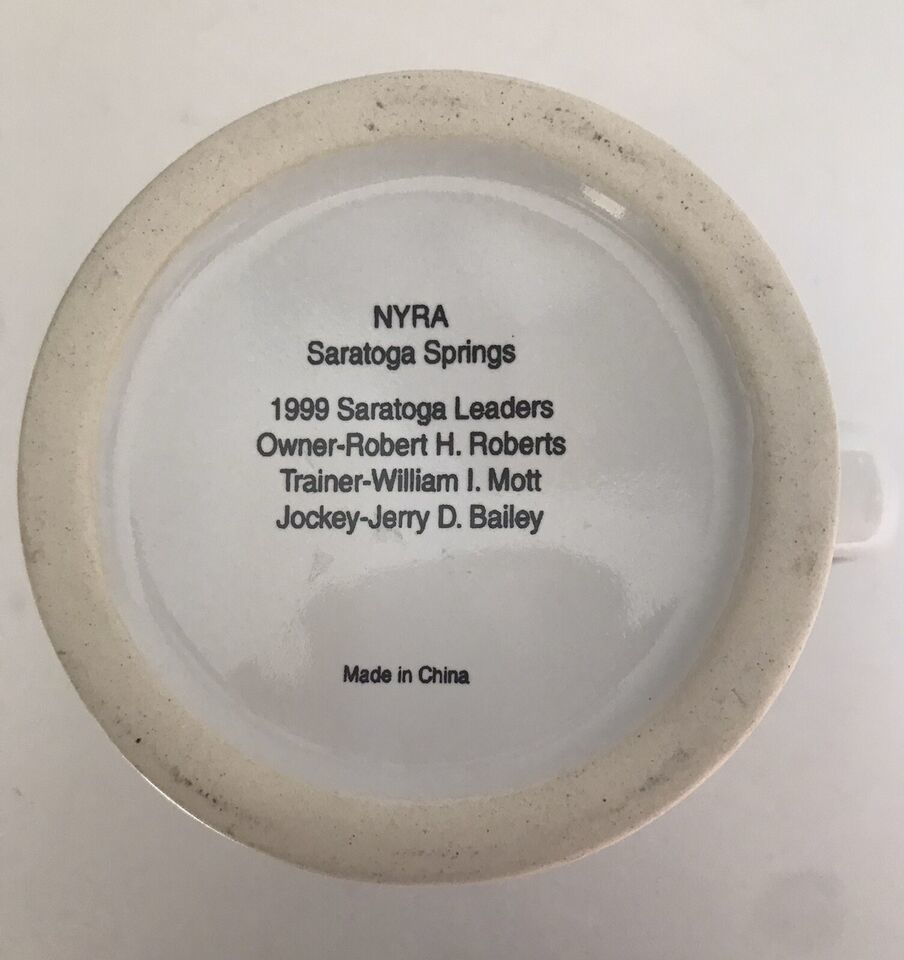 NYRA
Saratoga Springs
1999 Saratoga Leaders
Owner-Robert H. Roberts
Trainer-William I. Mott
Jockey-Jerry D. Bailey
Made in China